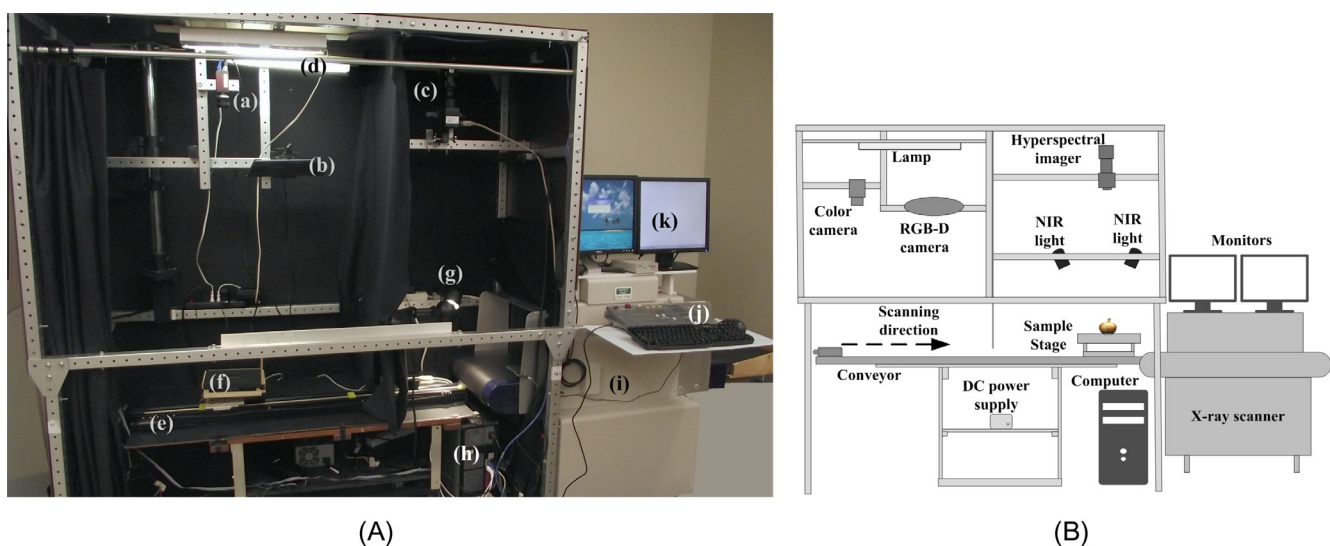 (a)
(b)
(c)
(d)
(e)
(f)
(g)
(h)
(i)
(j)
(k)
(A)
Lamp
Hyperspectral
imager
Color
camera
RGB-D
camera
NIR
light
NIR
light
Monitors
Scanning
direction
Sample
Stage
Conveyor
DC power
supply
Computer
X-ray scanner
(B)